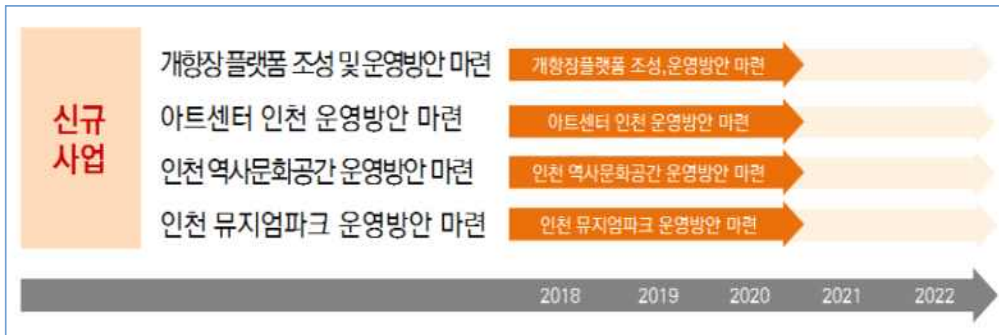 신규
사업
개항장 플랫폼 조성 및 운영방안 마련
개항장플랫폼 조성,운영방안 마련
아트센터 인천 운영방안 마련
아트센터 인천 운영방안 마련
인천 역사문화공간 운영방안 마련
인천 역사문화공간 운영방안 마련
인천 뮤지엄파크 운영방안 마련
인천 뮤지엄파크 운영방안 마련
2018 2019 2020 2021 2022